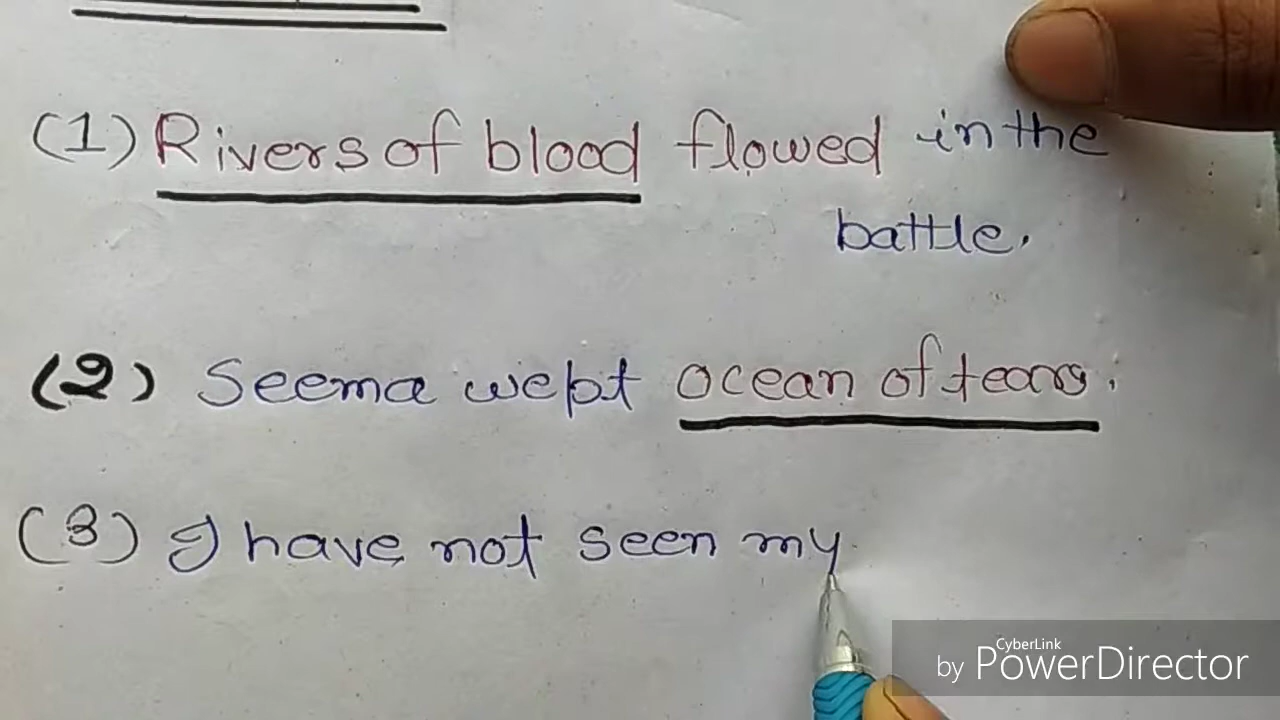 (1) Rivers of blood flowed in the
battle.
(2) Seema wept ocean of tears.
(3) I have not seen my
CyberLink
by PowerDirector